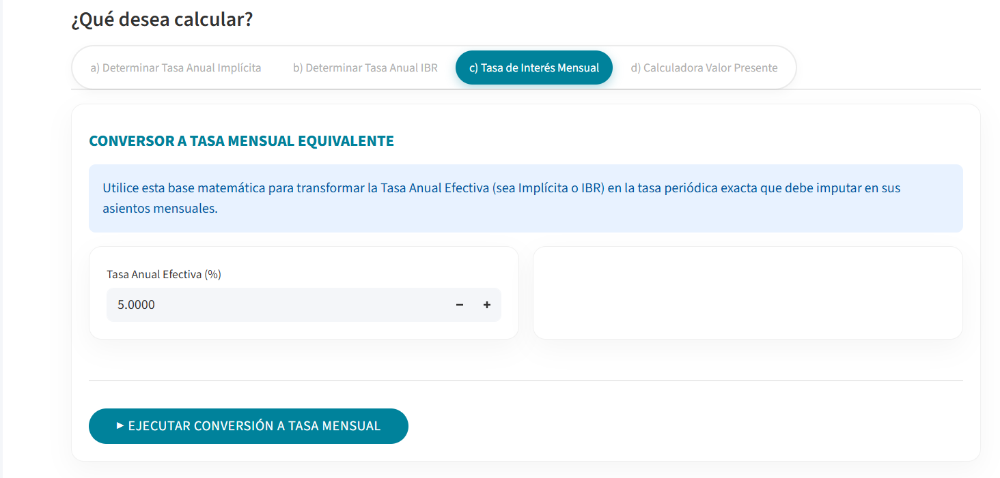 ¿Qué desea calcular?
a) Determinar Tasa Anual Implícita
b) Determinar Tasa Anual IBR
c) Tasa de Interés Mensual
d) Calculadora Valor Presente
CONVERSOR A TASA MENSUAL EQUIVALENTE
Utilice esta base matemática para transformar la Tasa Anual Efectiva (sea Implícita o IBR) en la tasa periódica exacta que debe imputar en sus
asientos mensuales.
Tasa Anual Efectiva (%)
5.0000
EJECUTAR CONVERSIÓN A TASA MENSUAL